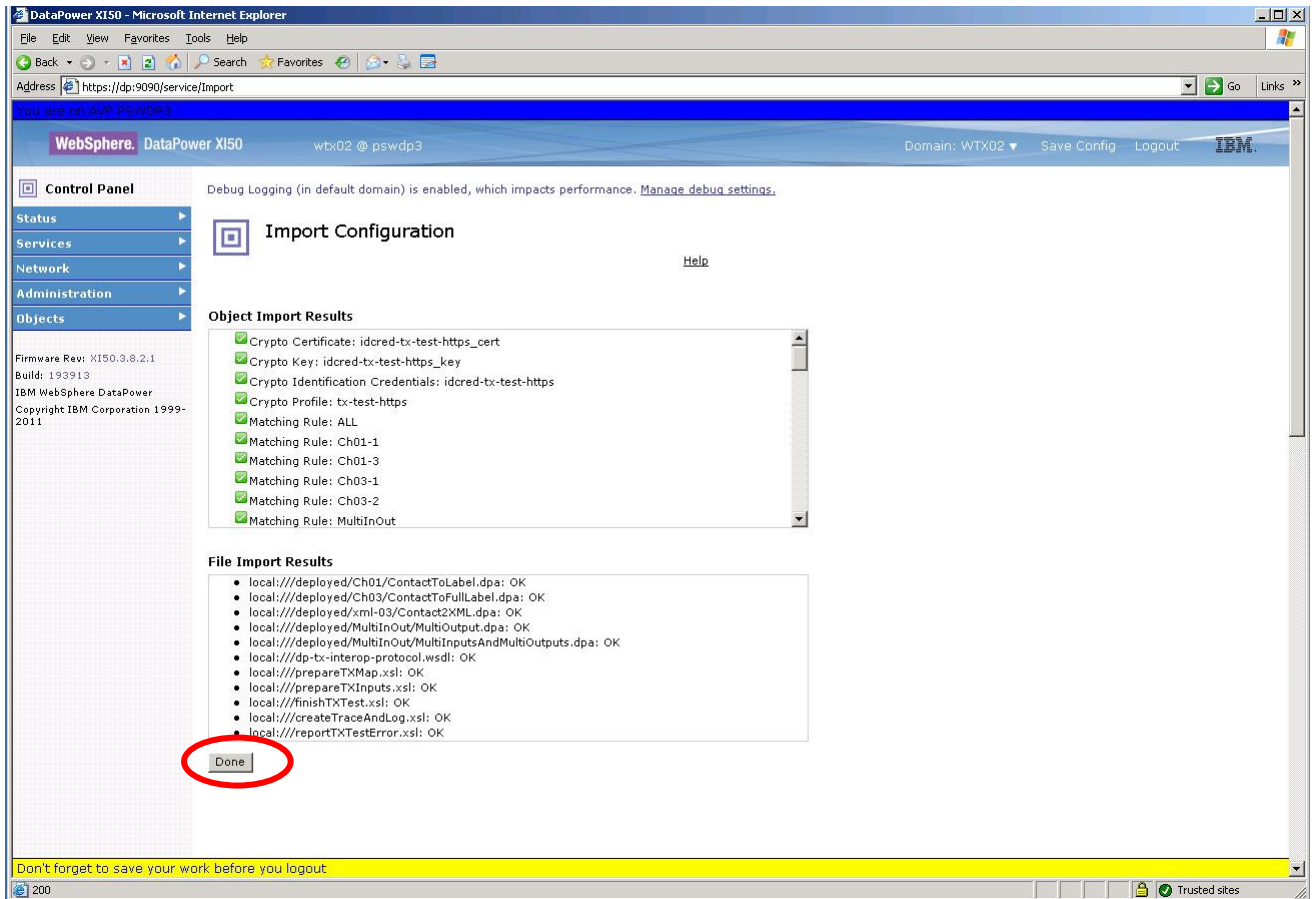 DataPower XI50 - Microsoft Internet Explorer
File Edit View Favorites Tools Help
Back Search Favorites
Address https://dp:9090/service/Import Go Links »
You are on AVP PSWDP3
WebSphere. DataPower XI50 wtx02 @ pswdp3 Domain: WTX02 Save Config Logout IBM.
Control Panel
Debug Logging (in default domain) is enabled, which impacts performance. Manage debug settings.
Status
Services
Network
Administration
Objects
Firmware Rev: XI50.3.8.2.1
Build: 193913
IBM WebSphere DataPower
Copyright IBM Corporation 1999-
2011
Import Configuration
Help
Object Import Results
Crypto Certificate: idcred-tx-test-https_cert
Crypto Key: idcred-tx-test-https_key
Crypto Identification Credentials: idcred-tx-test-https
Crypto Profile: tx-test-https
Matching Rule: ALL
Matching Rule: Ch01-1
Matching Rule: Ch01-3
Matching Rule: Ch03-1
Matching Rule: Ch03-2
Matching Rule: MultiInOut
File Import Results
local:///deployed/Ch01/ContactToLabel.dpa: OK
local:///deployed/Ch03/ContactToFullLabel.dpa: OK
local:///deployed/xml-03/Contact2XML.dpa: OK
local:///deployed/MultiInOut/MultiOutput.dpa: OK
local:///deployed/MultiInOut/MultiInputsAndMultiOutputs.dpa: OK
local:///dp-tx-interop-protocol.wsdl: OK
local:///prepareTXMap.xsl: OK
local:///prepareTXInputs.xsl: OK
local:///finishTXTest.xsl: OK
local:///createTraceAndLog.xsl: OK
local:///reportTXTestError.xsl: OK
Done
Don't forget to save your work before you logout
200 Trusted sites